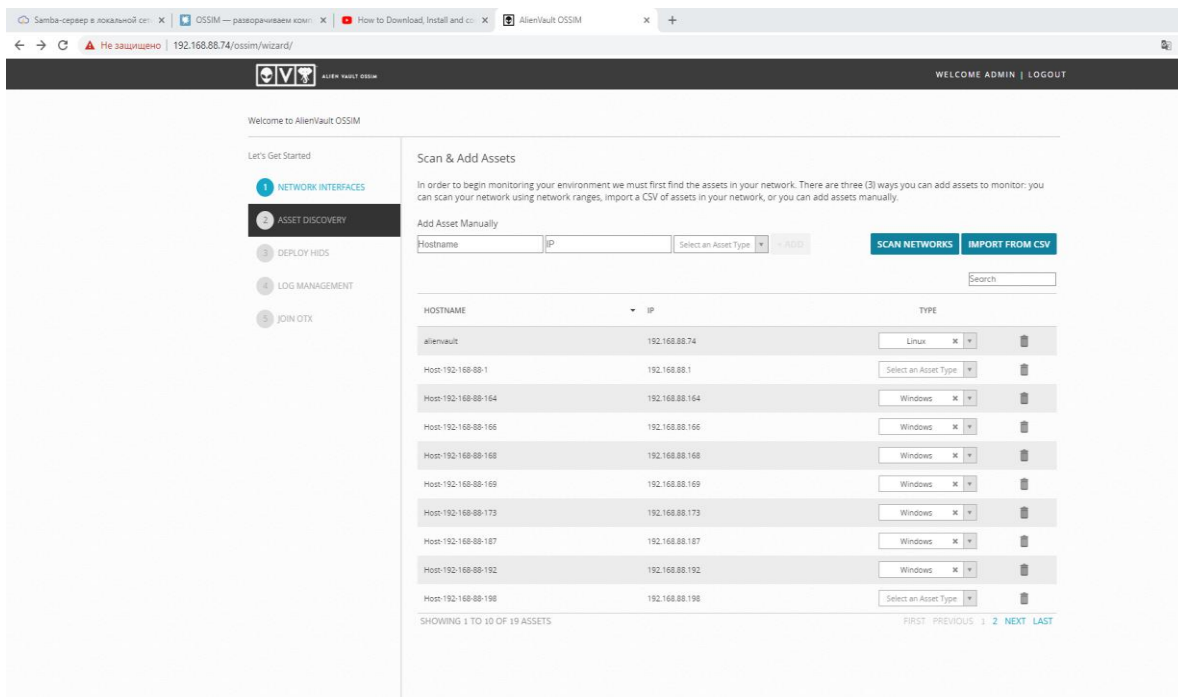 Samba-сервер в локальной сет
OSSIM — разворачиваем комп
How to Download, Install and co
AlienVault OSSIM
Не защищено 192.168.88.74/ossim/wizard/
ALIEN VAULT OSSIM
WELCOME ADMIN | LOGOUT
Welcome to AlienVault OSSIM
Let's Get Started
1 NETWORK INTERFACES
2 ASSET DISCOVERY
3 DEPLOY HIDS
4 LOG MANAGEMENT
5 JOIN OTX
Scan & Add Assets
In order to begin monitoring your environment we must first find the assets in your network. There are three (3) ways you can add assets to monitor: you
can scan your network using network ranges, import a CSV of assets in your network, or you can add assets manually.
Add Asset Manually
Hostname IP Select an Asset Type + ADD SCAN NETWORKS IMPORT FROM CSV
Search
HOSTNAME IP TYPE
alienvault 192.168.88.74 Linux
Host-192-168-88-1 192.168.88.1 Select an Asset Type
Host-192-168-88-164 192.168.88.164 Windows
Host-192-168-88-166 192.168.88.166 Windows
Host-192-168-88-168 192.168.88.168 Windows
Host-192-168-88-169 192.168.88.169 Windows
Host-192-168-88-173 192.168.88.173 Windows
Host-192-168-88-187 192.168.88.187 Windows
Host-192-168-88-192 192.168.88.192 Windows
Host-192-168-88-198 192.168.88.198 Select an Asset Type
SHOWING 1 TO 10 OF 19 ASSETS FIRST PREVIOUS 1 2 NEXT LAST